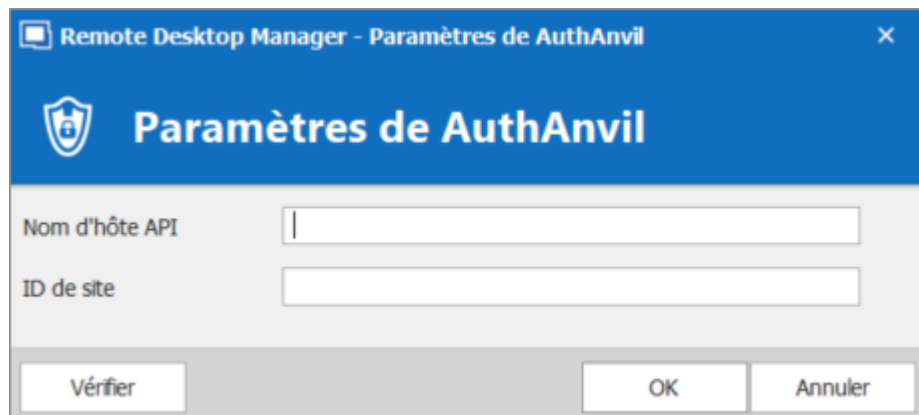 Remote Desktop Manager - Paramètres de AuthAnvil
Paramètres de AuthAnvil
Nom d'hôte API
ID de site
Vérifier OK Annuler